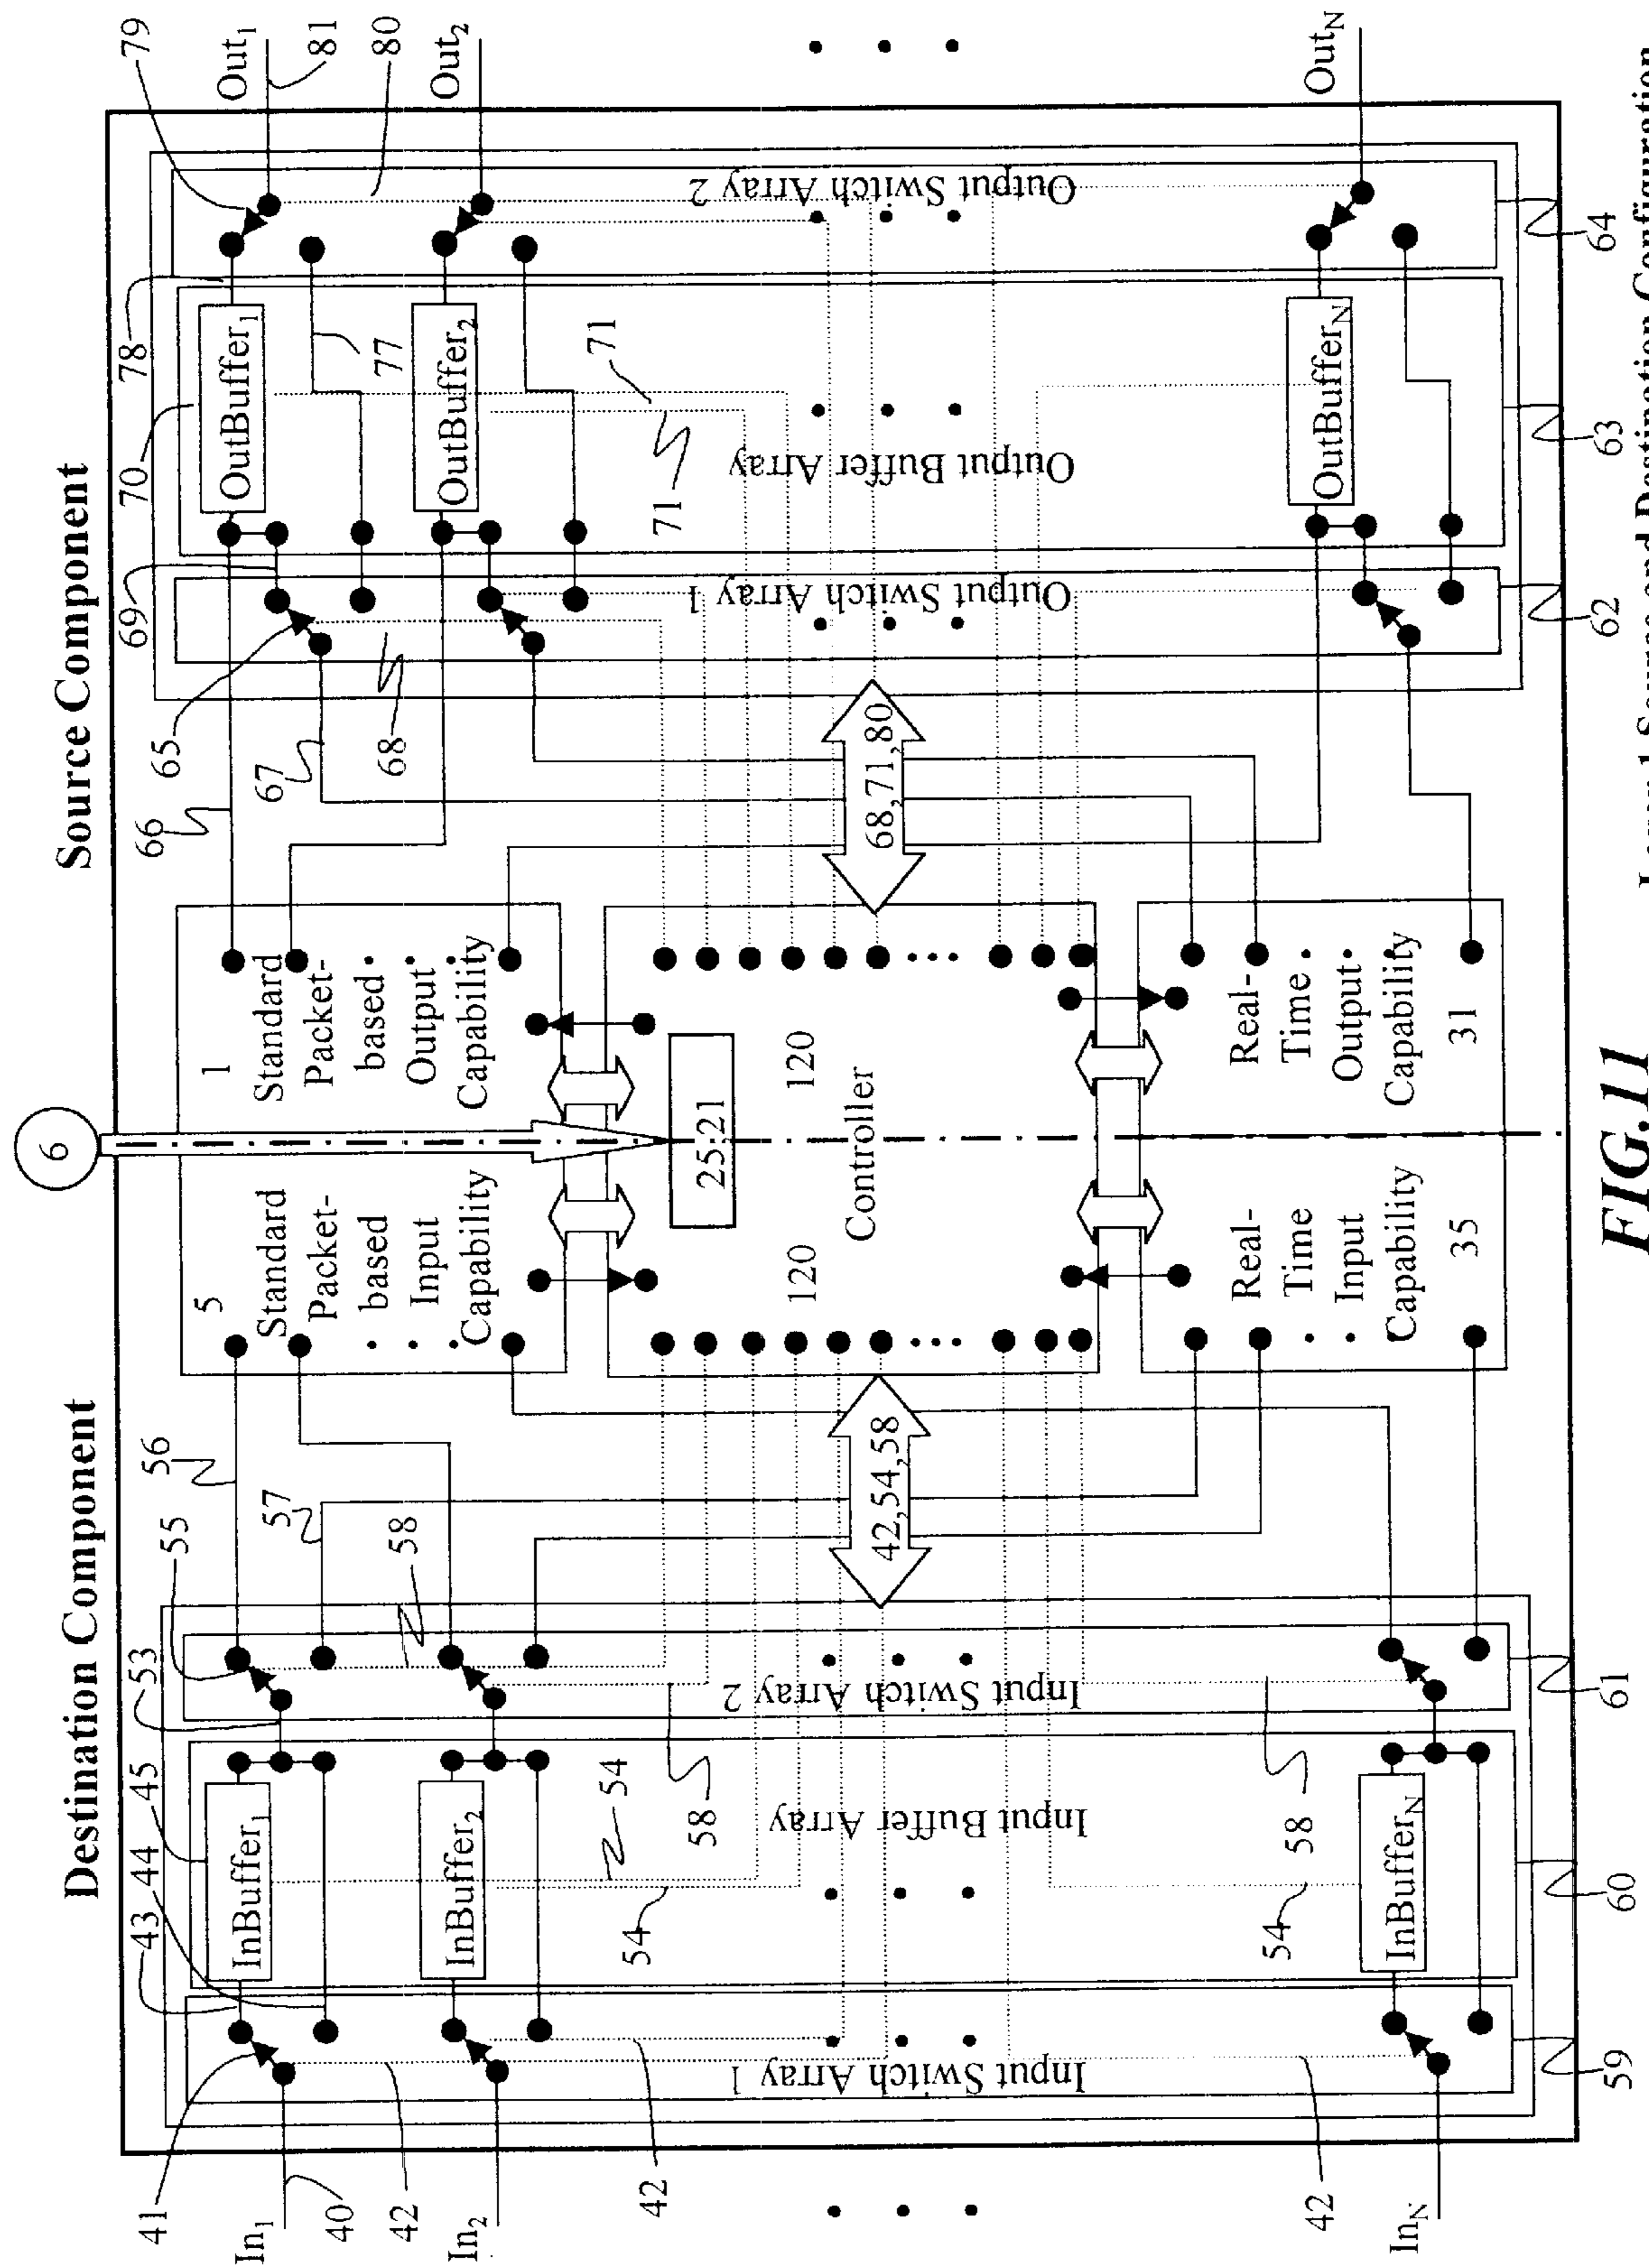 Destination Component
Source Component
6
41
43
44
45
53
55
56
57
58
66
65
67
68
69
70
78
79
81
80
77
71
71
In₁
40
42
In₂
42
InN
42
InBuffer₁
InBuffer₂
InBufferN
54
54
54
58
58
Input Switch Array 1
Input Buffer Array
Input Switch Array 2
42,54,58
5
Standard
Packet-
based
Input
Capability
1
Standard
Packet-
based
Output
Capability
25-21
120
120
Controller
Real-
Time
Input
Capability
35
Real-
Time
Output
Capability
31
68,71,80
Output Switch Array 1
Output Buffer Array
Output Switch Array 2
OutBuffer₁
OutBuffer₂
OutBufferN
Out₁
Out₂
OutN
59
60
61
62
63
64
FIG.11
Source and Destination Configuration